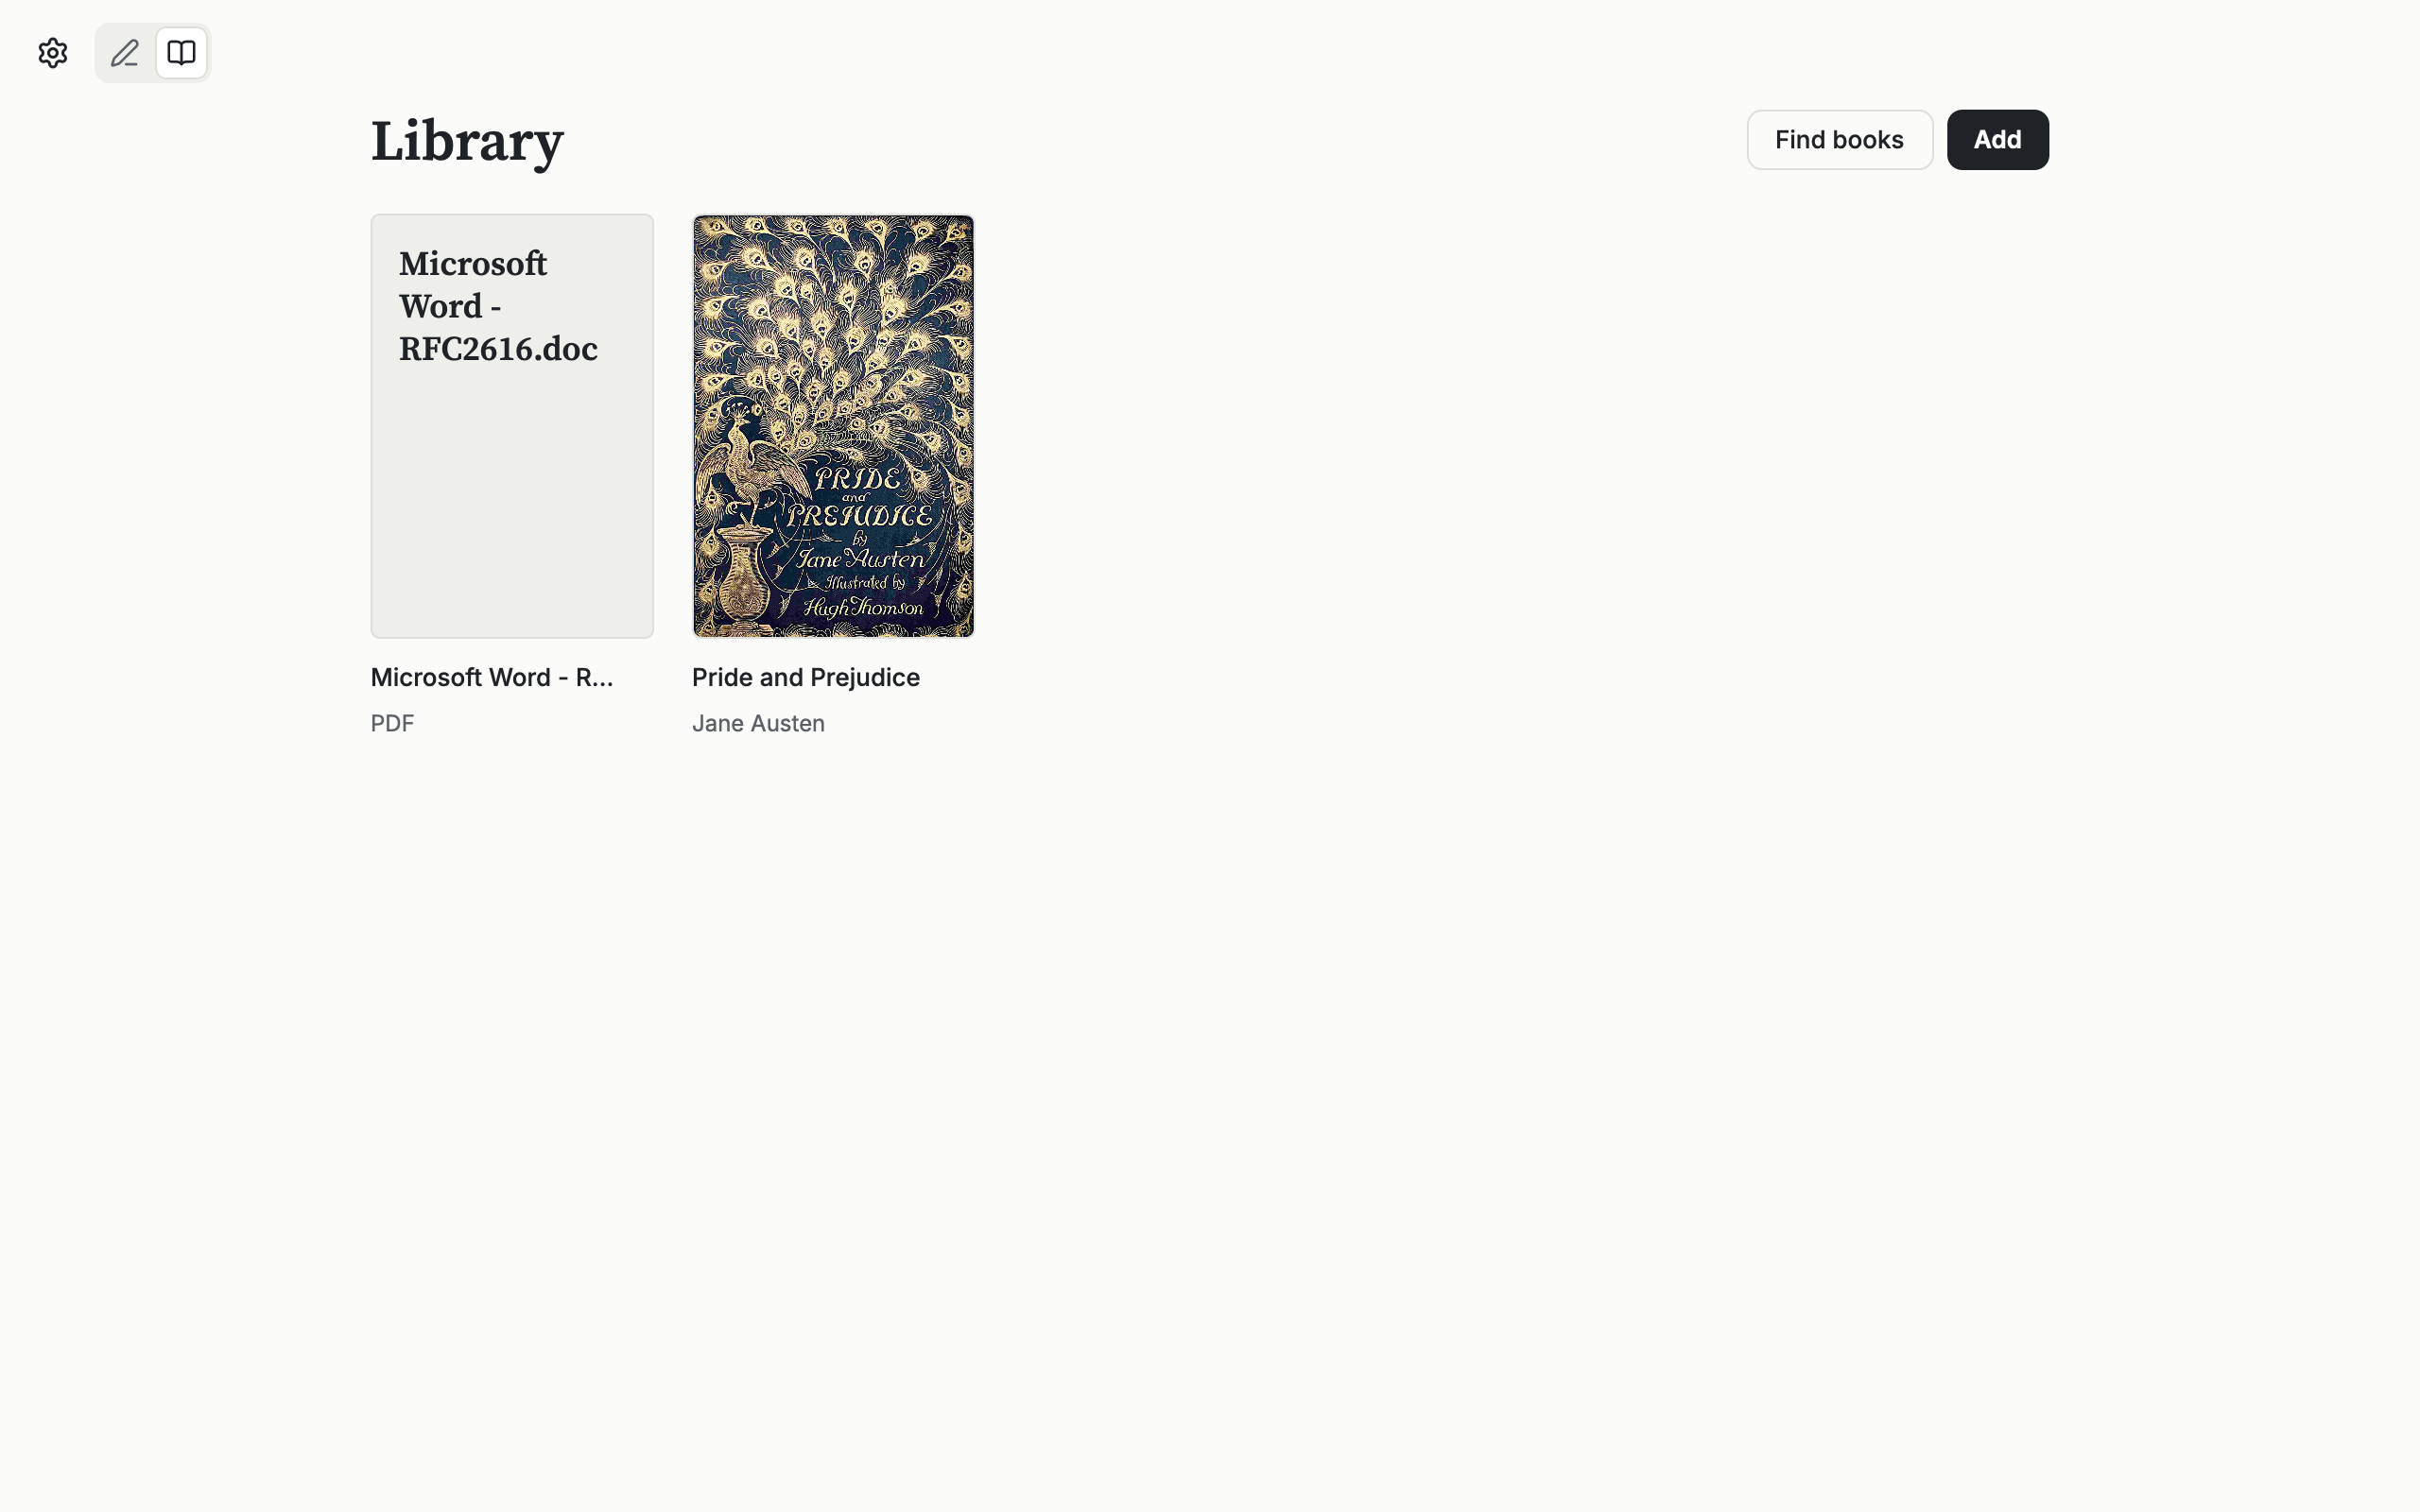 Library
Find books
Add
Microsoft
Word -
RFC2616.doc
PRIDE
and
PREJUDICE
by
Jane Austen
Illustrated by
Hugh Thomson
Microsoft Word - R...
PDF
Pride and Prejudice
Jane Austen